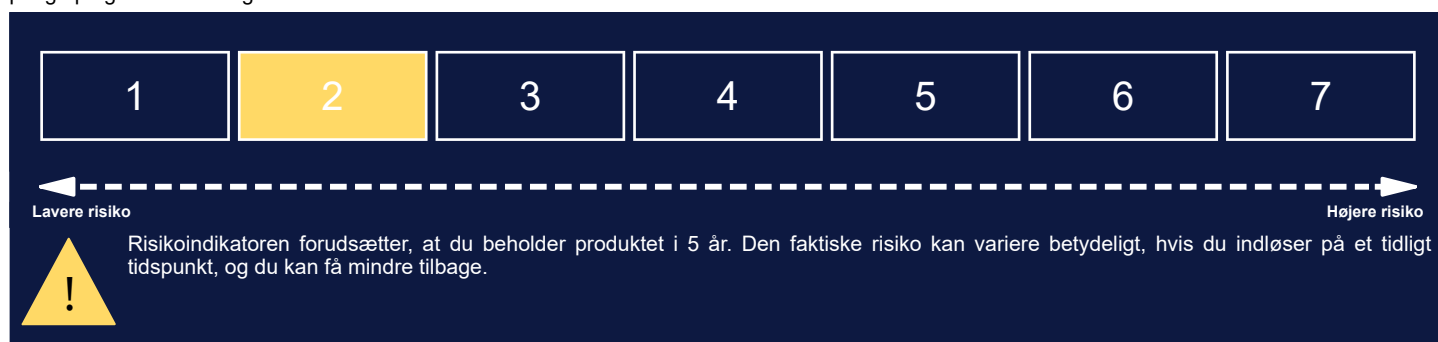 1 2 3 4 5 6 7
Lavere risiko Højere risiko
Risikoindikatoren forudsætter, at du beholder produktet i 5 år. Den faktiske risiko kan variere betydeligt, hvis du indløser på et tidligt
tidspunkt, og du kan få mindre tilbage.
!